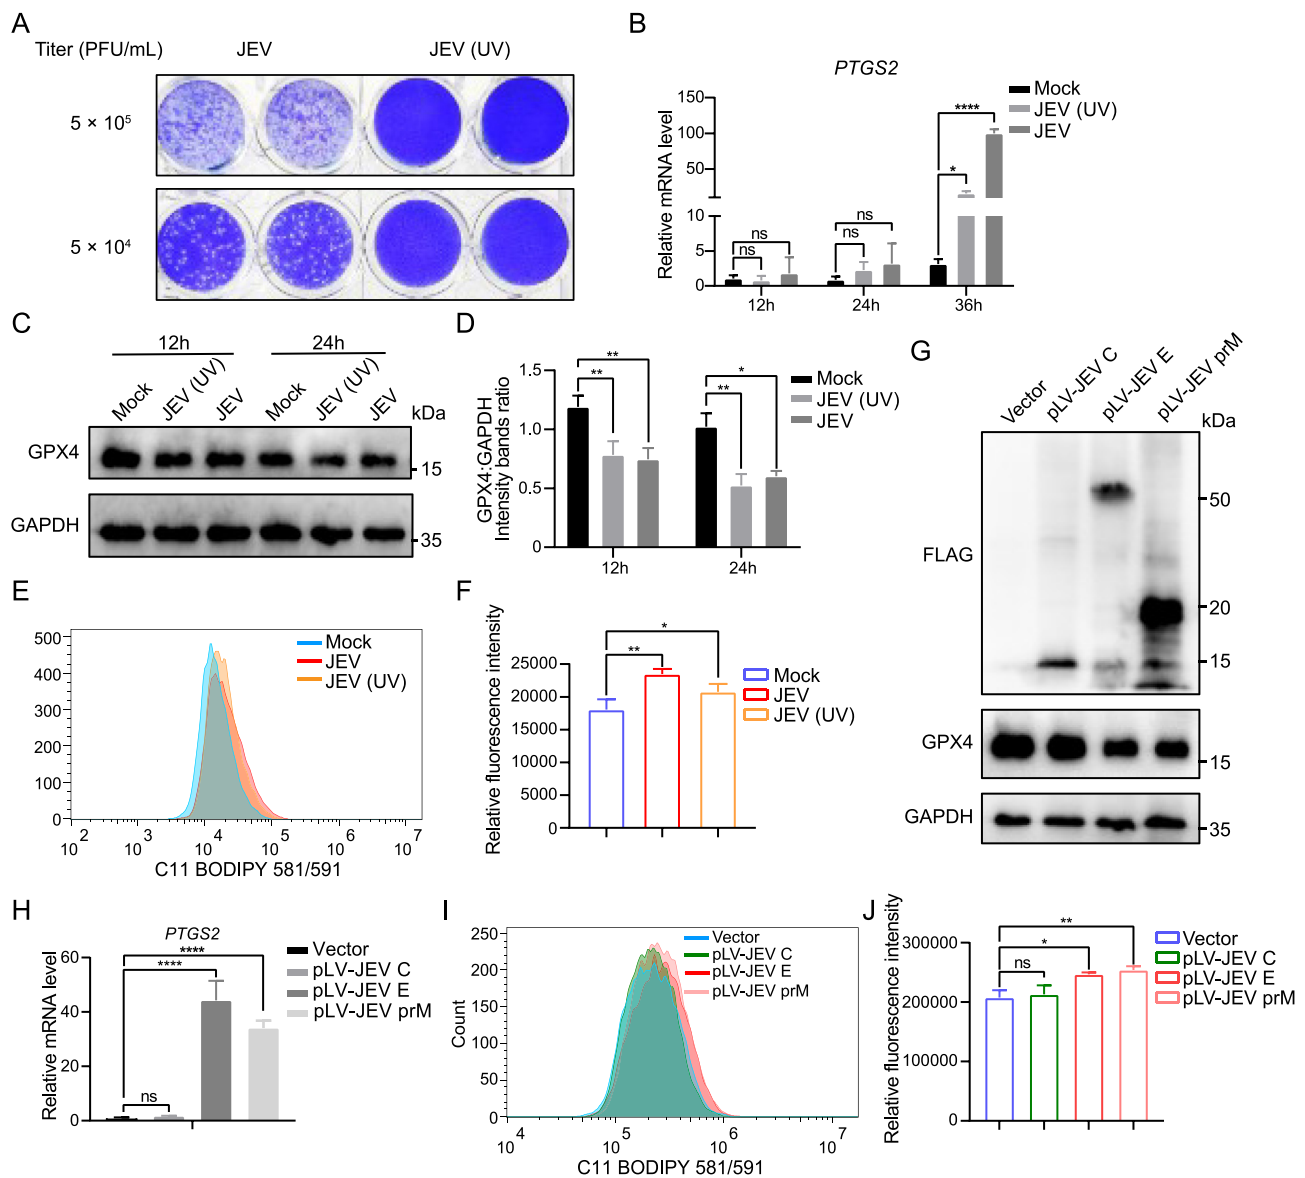 A
Titer (PFU/mL)
JEV
JEV (UV)
5 × 10⁵
5 × 10⁴
B
PTGS2
Relative mRNA level
150
100
50
10
5
0
ns
ns
ns
ns
*
****
12h
24h
36h
Mock
JEV (UV)
JEV
C
12h
24h
Mock
JEV (UV)
JEV
Mock
JEV (UV)
JEV
kDa
GPX4
15
GAPDH
35
D
GPX4:GAPDH
Intensity bands ratio
1.5
1.0
0.5
0
**
**
*
**
12h
24h
Mock
JEV (UV)
JEV
E
500
400
300
200
100
0
10²
10³
10⁴
10⁵
10⁶
10⁷
C11 BODIPY 581/591
Mock
JEV
JEV (UV)
F
Relative fluorescence intensity
25000
20000
15000
10000
5000
0
*
**
Mock
JEV
JEV (UV)
G
Vector
pLV-JEV C
pLV-JEV E
pLV-JEV prM
kDa
FLAG
50
20
15
GPX4
15
GAPDH
35
H
PTGS2
Relative mRNA level
60
40
20
0
****
****
ns
Vector
pLV-JEV C
pLV-JEV E
pLV-JEV prM
I
Count
250
200
150
100
50
0
10⁴
10⁵
10⁶
10⁷
C11 BODIPY 581/591
Vector
pLV-JEV C
pLV-JEV E
pLV-JEV prM
J
Relative fluorescence intensity
300000
200000
100000
0
**
*
ns
Vector
pLV-JEV C
pLV-JEV E
pLV-JEV prM